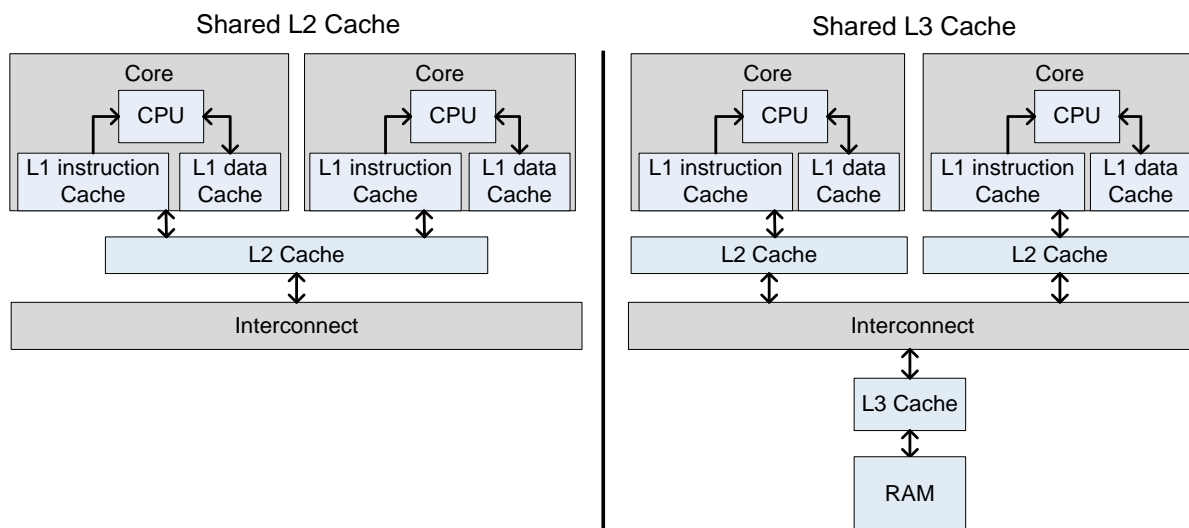 Shared L2 Cache
Core
CPU
L1 instruction
Cache
L1 data
Cache
Core
CPU
L1 instruction
Cache
L1 data
Cache
L2 Cache
Interconnect
Shared L3 Cache
Core
CPU
L1 instruction
Cache
L1 data
Cache
Core
CPU
L1 instruction
Cache
L1 data
Cache
L2 Cache
L2 Cache
Interconnect
L3 Cache
RAM